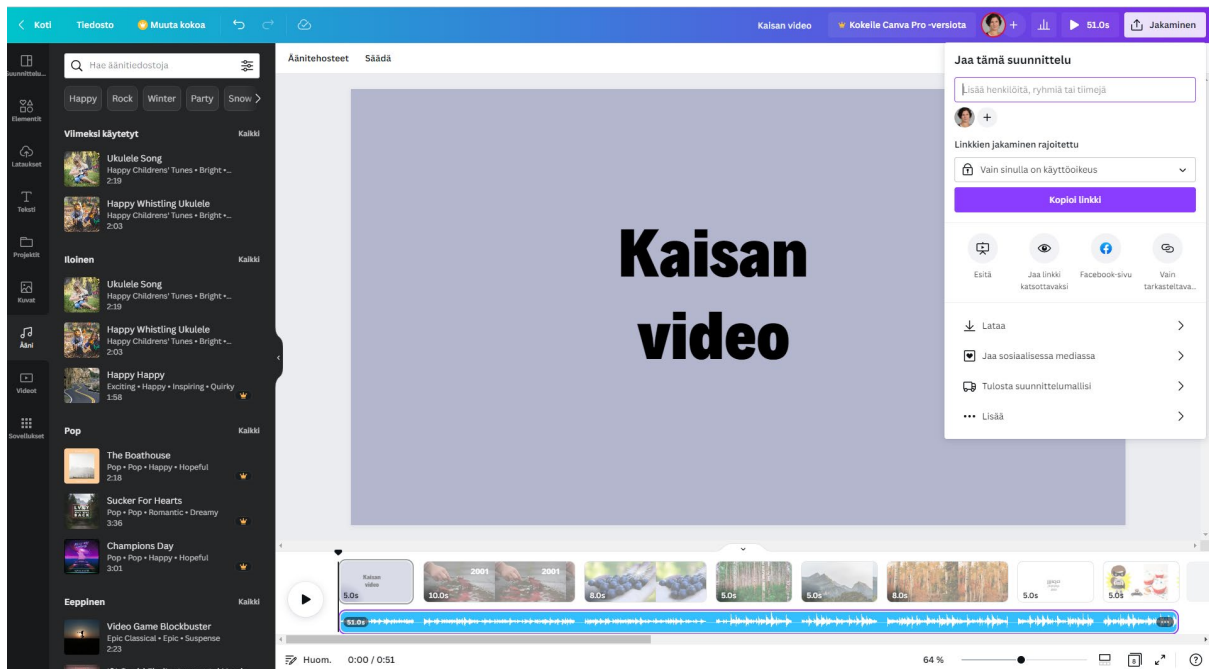 Koti
Tiedosto
Muuta kokoa
Kaisan video
Kokeile Canva Pro -versiota
51.0s
Jakaminen
Suunnittelu...
Elementit
Lataukset
Teksti
Projektit
Kuvat
Ääni
Videot
Sovellukset
Hae äänitiedostoja
Happy
Rock
Winter
Party
Snow
Viimeksi käytetyt
Kaikki
Ukulele Song
Happy Childrens' Tunes • Bright •...
2:19
Happy Whistling Ukulele
Happy Childrens' Tunes • Bright •...
2:03
Iloinen
Kaikki
Ukulele Song
Happy Childrens' Tunes • Bright •...
2:19
Happy Whistling Ukulele
Happy Childrens' Tunes • Bright •...
2:03
Happy Happy
Exciting • Happy • Inspiring • Quirky
1:58
Pop
Kaikki
The Boathouse
Pop • Pop • Happy • Hopeful
2:18
Sucker For Hearts
Pop • Pop • Romantic • Dreamy
3:36
Champions Day
Pop • Pop • Happy • Hopeful
3:01
Eeppinen
Kaikki
Video Game Blockbuster
Epic Classical • Epic • Suspense
2:23
Äänitehosteet
Säädä
Kaisan
video
Jaa tämä suunnittelu
Lisää henkilöitä, ryhmiä tai tiimejä
Linkkien jakaminen rajoitettu
Vain sinulla on käyttöoikeus
Kopioi linkki
Esitä
Jaa linkki
katsottavaksi
Facebook-sivu
Vain
tarkasteltava...
Lataa
Jaa sosiaalisessa mediassa
Tulosta suunnittelumallisi
Lisää
Kaisan
video
5.0s
2001
2001
10.0s
8.0s
5.0s
5.0s
8.0s
5.0s
5.0s
51.0s
Huom.
0:00 / 0:51
64 %
8